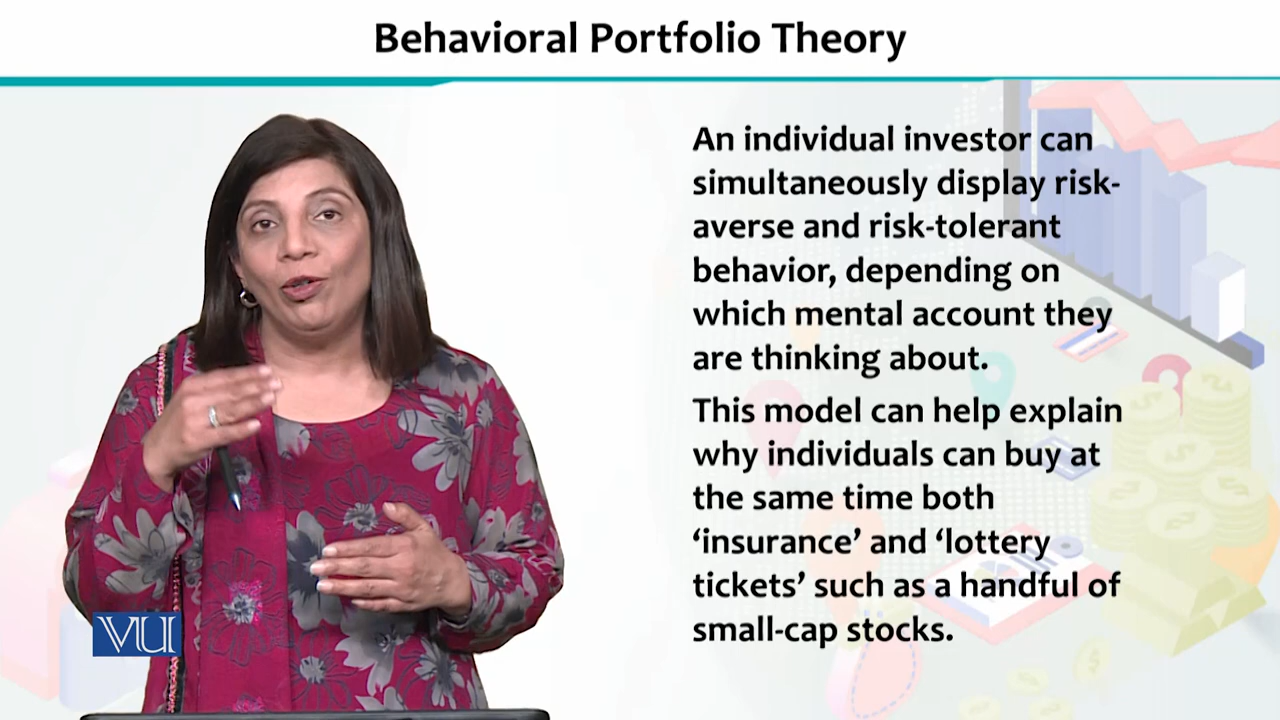 Behavioral Portfolio Theory
An individual investor can
simultaneously display risk-
averse and risk-tolerant
behavior, depending on
which mental account they
are thinking about.
This model can help explain
why individuals can buy at
the same time both
‘insurance’ and ‘lottery
tickets’ such as a handful of
small-cap stocks.
VU